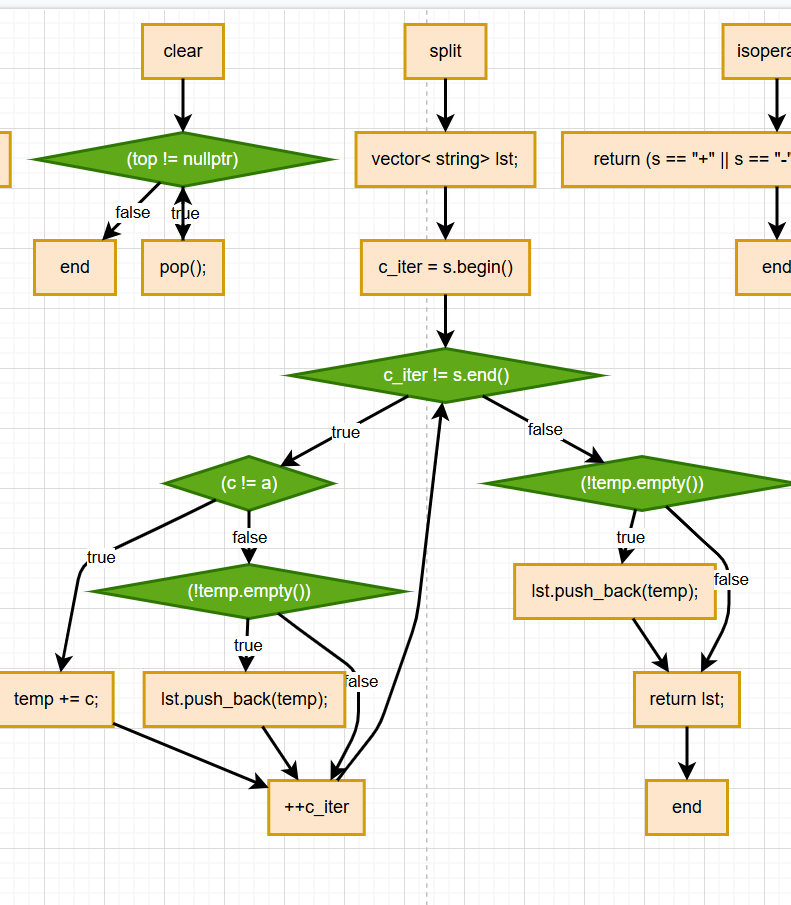 clear
split
isopera
(top != nullptr)
vector< string> lst;
return (s == "+" || s == "-"
false
true
end
pop();
c_iter = s.begin()
end
c_iter != s.end()
true
false
(c != a)
(!temp.empty())
true
false
true
(!temp.empty())
lst.push_back(temp);
false
true
false
temp += c;
lst.push_back(temp);
return lst;
++c_iter
end